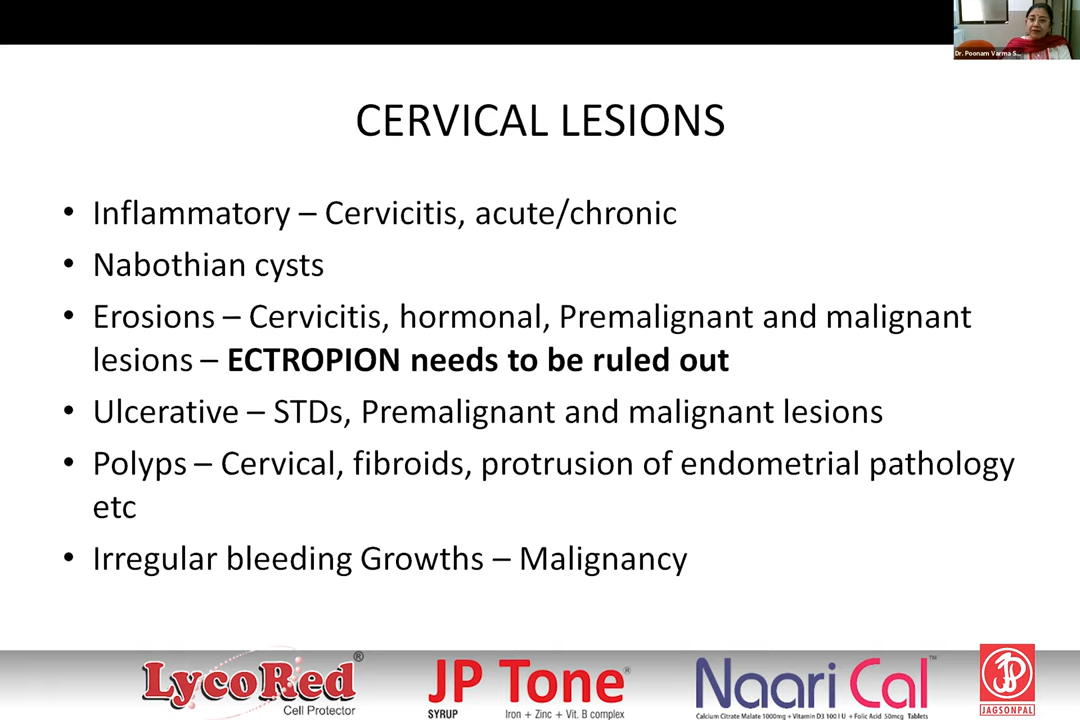 Dr. Poonam Varma S...
CERVICAL LESIONS
• Inflammatory – Cervicitis, acute/chronic
• Nabothian cysts
• Erosions – Cervicitis, hormonal, Premalignant and malignant
lesions – ECTROPION needs to be ruled out
• Ulcerative – STDs, Premalignant and malignant lesions
• Polyps – Cervical, fibroids, protrusion of endometrial pathology
etc
• Irregular bleeding Growths – Malignancy
LycoRed®
Cell Protector
JP Tone®
SYRUP Iron + Zinc + Vit. B complex
Naari Cal™
Calcium Citrate Malate 1000mg + Vitamin D3 100 I U + Folic Acid 50mcg Tablets
JP
JAGSONPAL